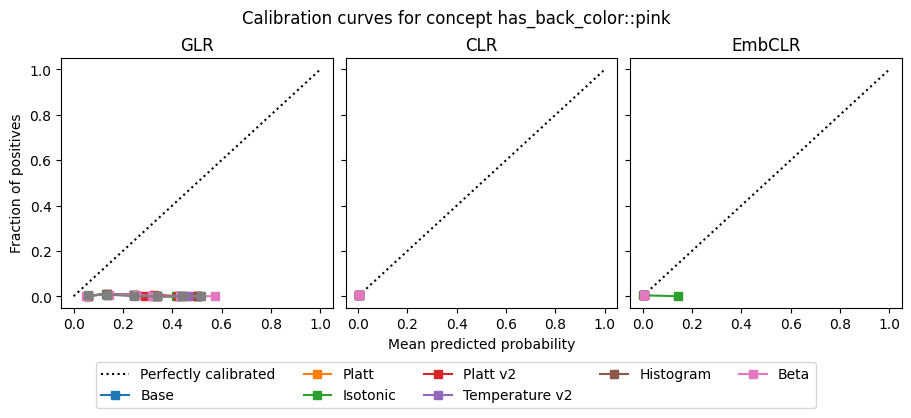 Calibration curves for concept has_back_color::pink
GLR
CLR
EmbCLR
Fraction of positives
1.0
0.8
0.6
0.4
0.2
0.0
0.0 0.2 0.4 0.6 0.8 1.0
0.0 0.2 0.4 0.6 0.8 1.0
0.0 0.2 0.4 0.6 0.8 1.0
Mean predicted probability
Perfectly calibrated
Base
Platt
Isotonic
Platt v2
Temperature v2
Histogram
Beta